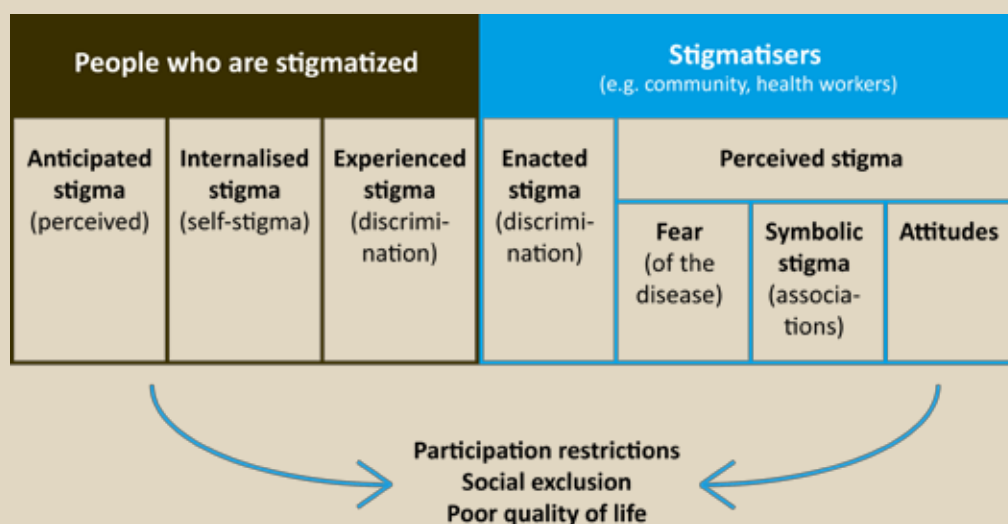 People who are stigmatized
Stigmatisers
(e.g. community, health workers)
Anticipated
stigma
(perceived)
Internalised
stigma
(self-stigma)
Experienced
stigma
(discrimi-
nation)
Enacted
stigma
(discrimi-
nation)
Perceived stigma
Fear
(of the
disease)
Symbolic
stigma
(associa-
tions)
Attitudes
Participation restrictions
Social exclusion
Poor quality of life